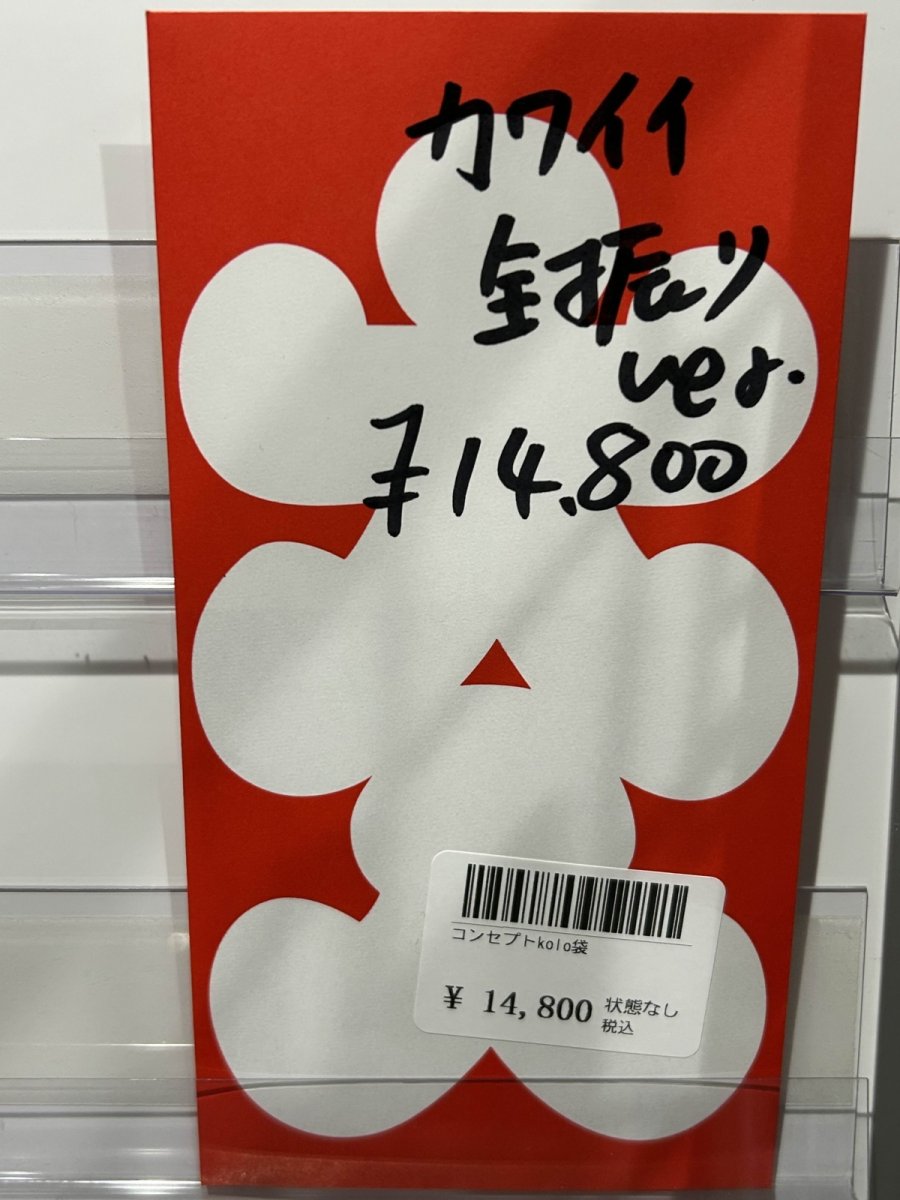 カワイイ
全振り
ver.
¥14,800
コンセプトkolo袋
¥ 14,800 状態なし
税込